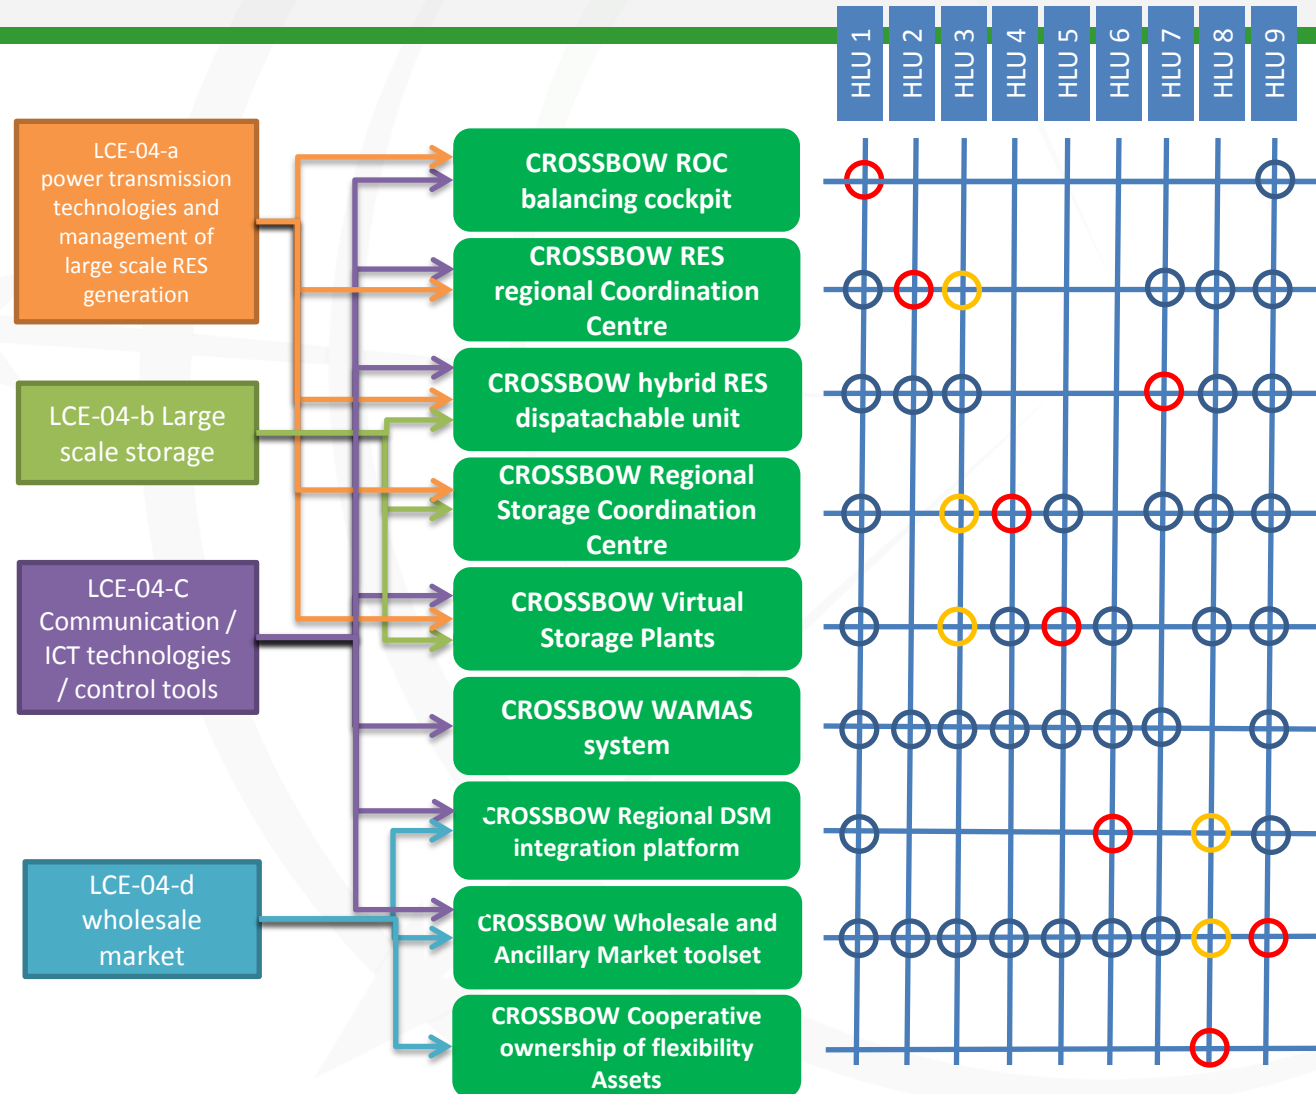 HLU 1
HLU 2
HLU 3
HLU 4
HLU 5
HLU 6
HLU 7
HLU 8
HLU 9
LCE-04-a
power transmission
technologies and
management of
large scale RES
generation
LCE-04-b Large
scale storage
LCE-04-C
Communication /
ICT technologies
/ control tools
LCE-04-d
wholesale
market
CROSSBOW ROC
balancing cockpit
CROSSBOW RES
regional Coordination
Centre
CROSSBOW hybrid RES
dispatachable unit
CROSSBOW Regional
Storage Coordination
Centre
CROSSBOW Virtual
Storage Plants
CROSSBOW WAMAS
system
CROSSBOW Regional DSM
integration platform
CROSSBOW Wholesale and
Ancillary Market toolset
CROSSBOW Cooperative
ownership of flexibility
Assets